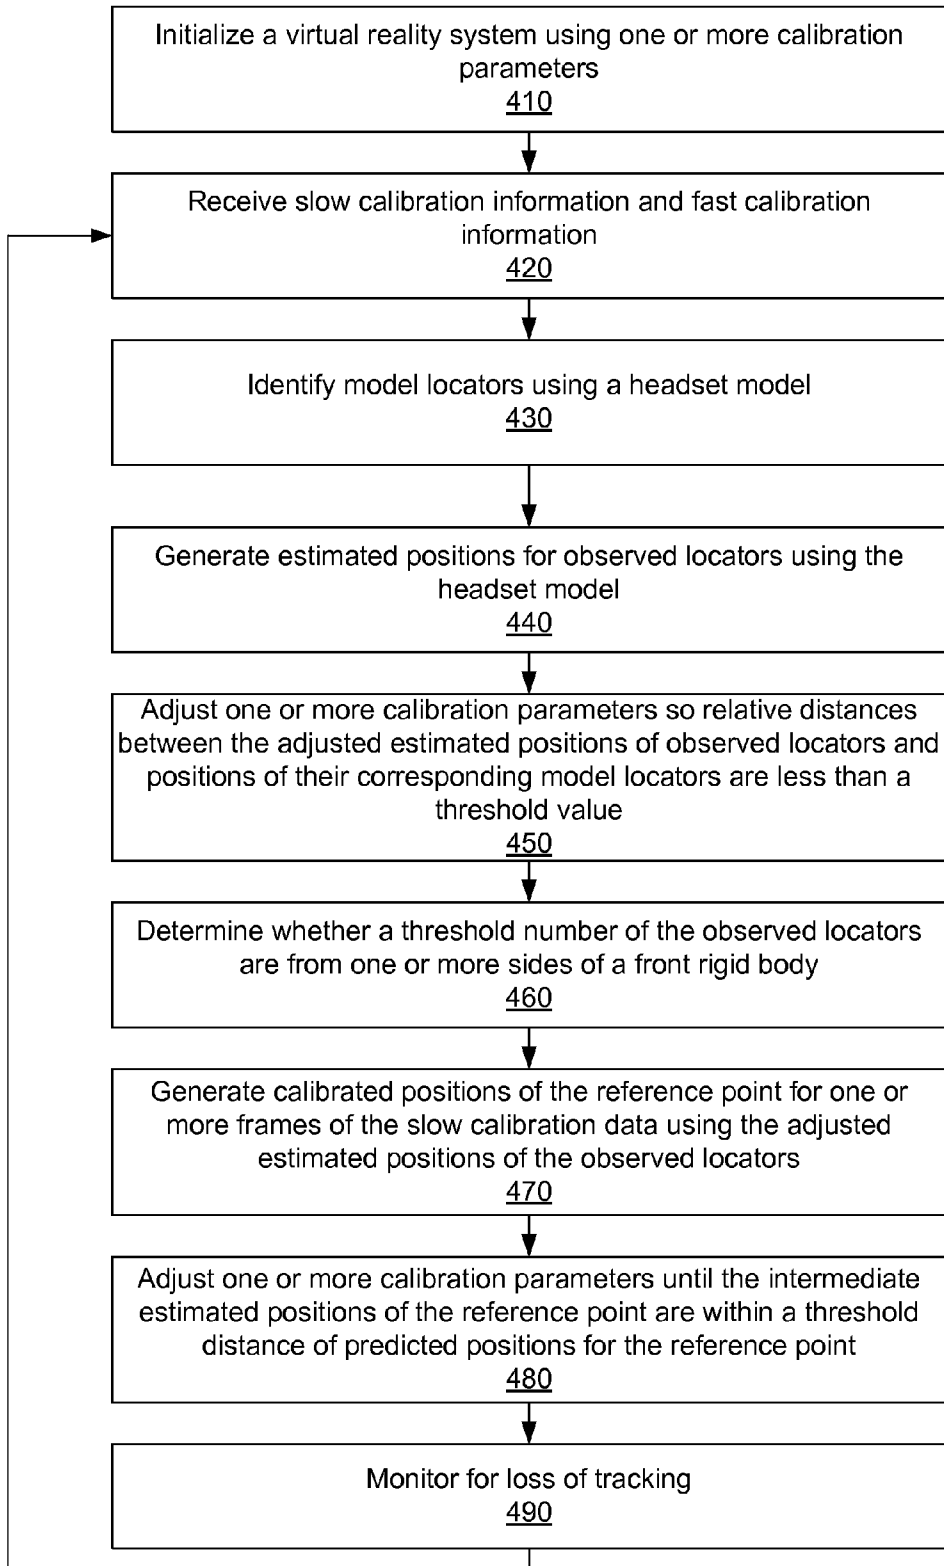 Initialize a virtual reality system using one or more calibration
parameters
410
Receive slow calibration information and fast calibration
information
420
Identify model locators using a headset model
430
Generate estimated positions for observed locators using the
headset model
440
Adjust one or more calibration parameters so relative distances
between the adjusted estimated positions of observed locators and
positions of their corresponding model locators are less than a
threshold value
450
Determine whether a threshold number of the observed locators
are from one or more sides of a front rigid body
460
Generate calibrated positions of the reference point for one or
more frames of the slow calibration data using the adjusted
estimated positions of the observed locators
470
Adjust one or more calibration parameters until the intermediate
estimated positions of the reference point are within a threshold
distance of predicted positions for the reference point
480
Monitor for loss of tracking
490